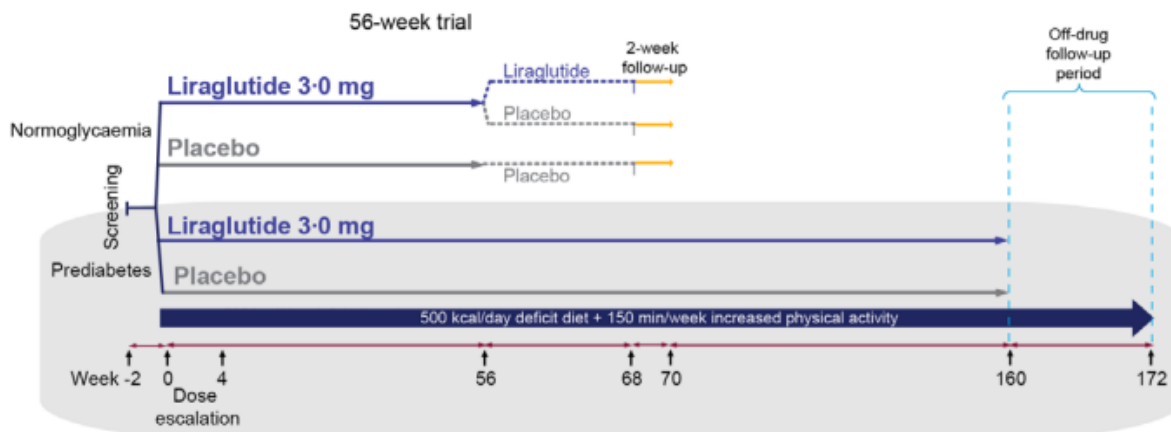 56-week trial
Off-drug
follow-up
period
2-week
follow-up
Liraglutide
Liraglutide 3·0 mg
Placebo
Normoglycaemia
Placebo
Placebo
Screening
Liraglutide 3·0 mg
Prediabetes
Placebo
500 kcal/day deficit diet + 150 min/week increased physical activity
Week -2 0 4 56 68 70 160 172
Dose
escalation